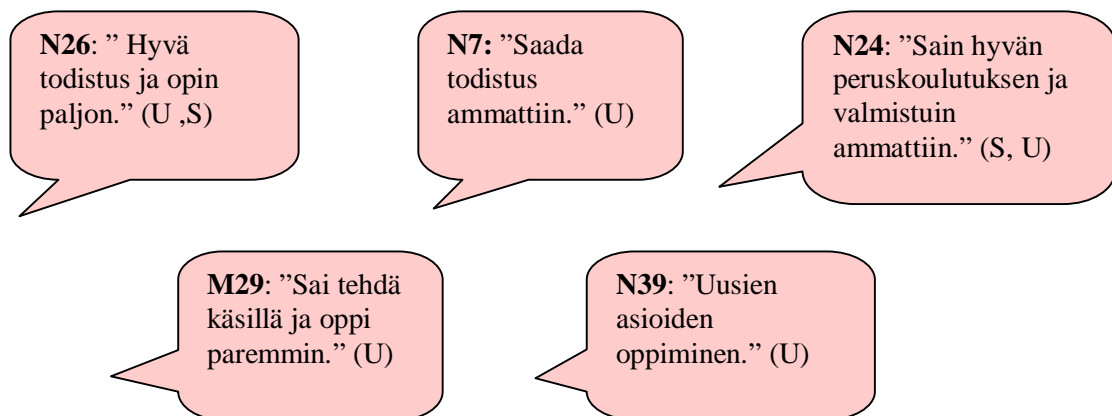 N26: ” Hyvä
todistus ja opin
paljon.” (U ,S)
N7: ”Saada
todistus
ammattiin.” (U)
N24: ”Sain hyvän
peruskoulutuksen ja
valmistuin
ammattiin.” (S, U)
M29: ”Sai tehdä
käsillä ja oppi
paremmin.” (U)
N39: ”Uusien
asioiden
oppiminen.” (U)